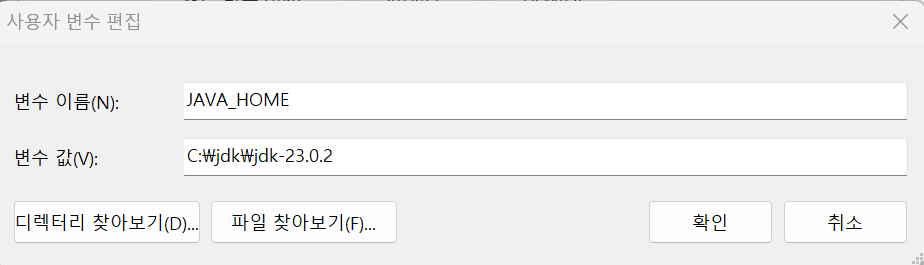 사용자 변수 편집
변수 이름(N):
JAVA_HOME
변수 값(V):
C:₩jdk₩jdk-23.0.2
디렉터리 찾아보기(D)...
파일 찾아보기(F)...
확인
취소